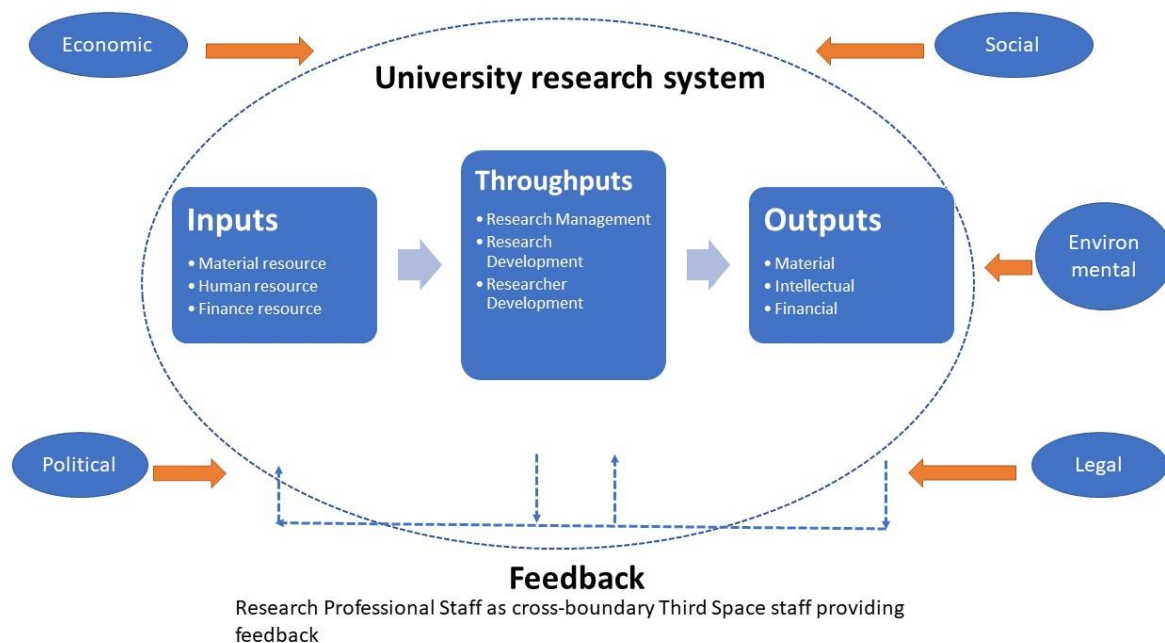 Economic
Social
University research system
Inputs
• Material resource
• Human resource
• Finance resource
Throughputs
• Research Management
• Research
Development
• Researcher
Development
Outputs
• Material
• Intellectual
• Financial
Environ
mental
Political
Legal
Feedback
Research Professional Staff as cross-boundary Third Space staff providing
feedback